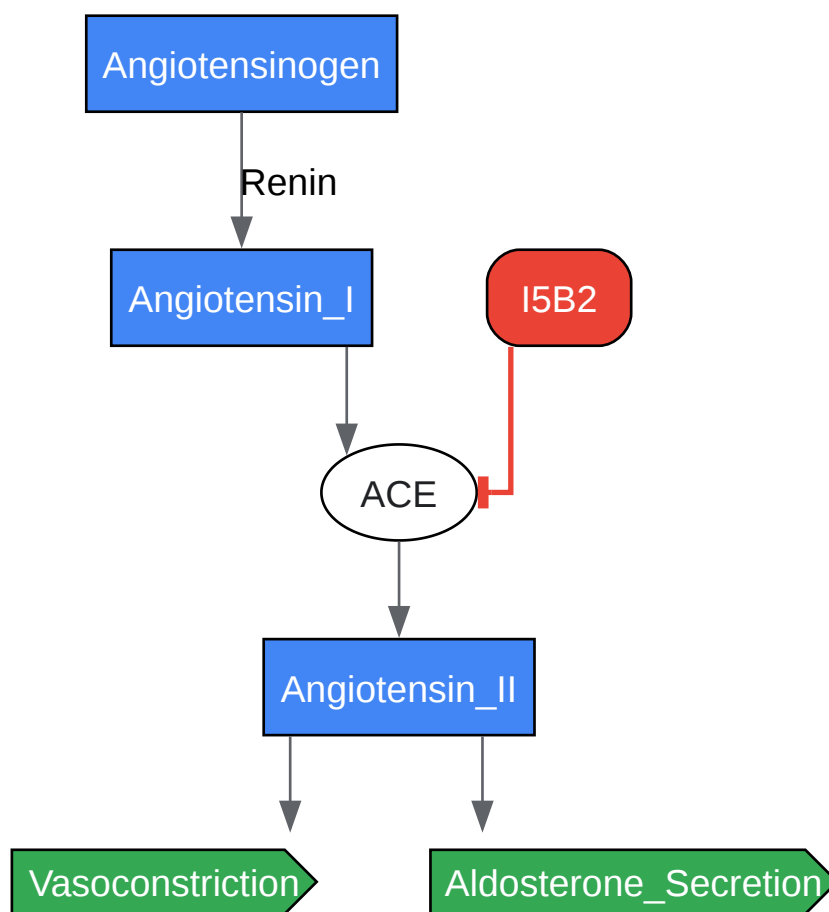 Angiotensinogen
Renin
Angiotensin_I
I5B2
ACE
Angiotensin_II
Vasoconstriction
Aldosterone_Secretion